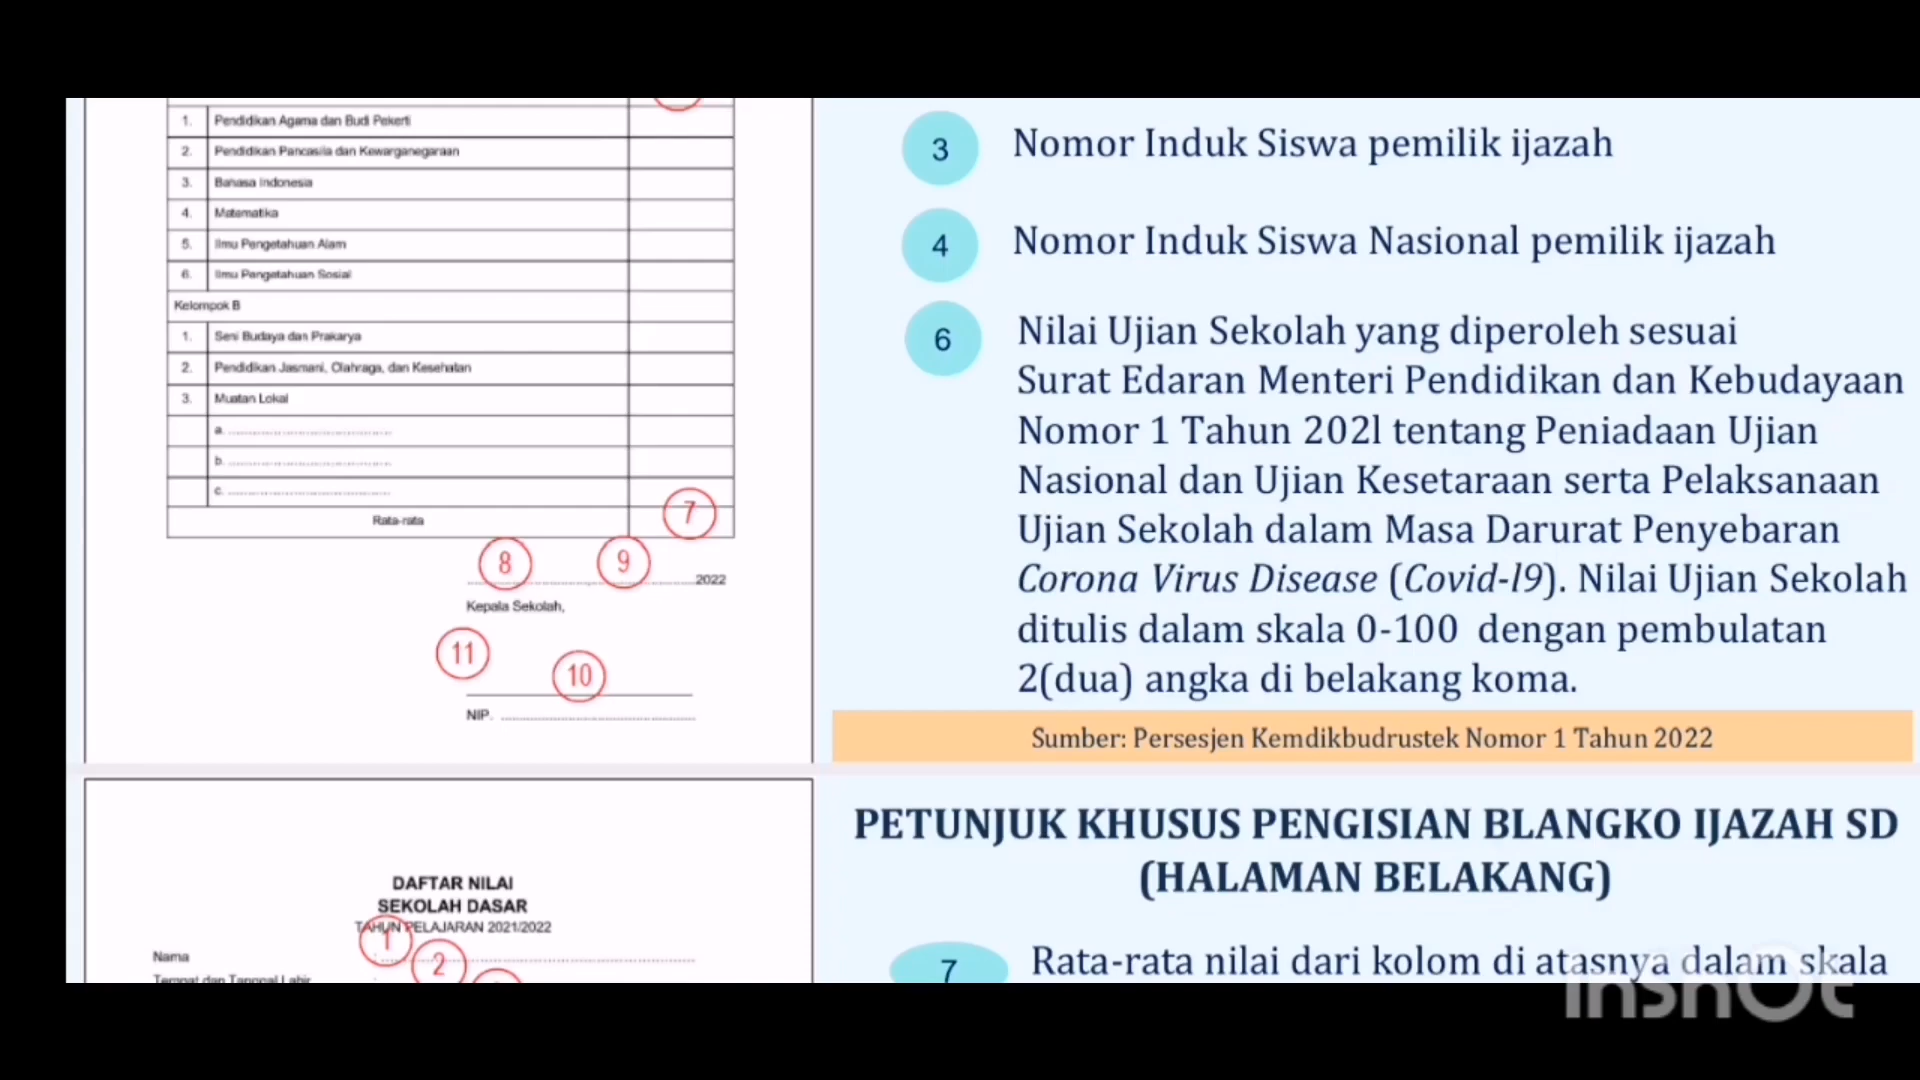 1. Pendidikan Agama dan Budi Pekerti
2. Pendidikan Pancasila dan Kewarganegaraan
3. Bahasa Indonesia
4. Matematika
5. Ilmu Pengetahuan Alam
6. Ilmu Pengetahuan Sosial
Kelompok B
1. Seni Budaya dan Prakarya
2. Pendidikan Jasmani, Olahraga, dan Kesehatan
3. Muatan Lokal
a. ..........
b. ..........
c. ..........
Rata-rata 7
8 9 2022
Kepala Sekolah,
11
10
NIP. ..........
3 Nomor Induk Siswa pemilik ijazah
4 Nomor Induk Siswa Nasional pemilik ijazah
6 Nilai Ujian Sekolah yang diperoleh sesuai
Surat Edaran Menteri Pendidikan dan Kebudayaan
Nomor 1 Tahun 202l tentang Peniadaan Ujian
Nasional dan Ujian Kesetaraan serta Pelaksanaan
Ujian Sekolah dalam Masa Darurat Penyebaran
Corona Virus Disease (Covid-l9). Nilai Ujian Sekolah
ditulis dalam skala 0-100 dengan pembulatan
2(dua) angka di belakang koma.
Sumber: Persesjen Kemdikbudrustek Nomor 1 Tahun 2022
DAFTAR NILAI
SEKOLAH DASAR
TAHUN PELAJARAN 2021/2022
Nama : 1
2
Tempat dan Tanggal Lahir :
PETUNJUK KHUSUS PENGISIAN BLANGKO IJAZAH SD
(HALAMAN BELAKANG)
7 Rata-rata nilai dari kolom di atasnya dalam skala
InShOt